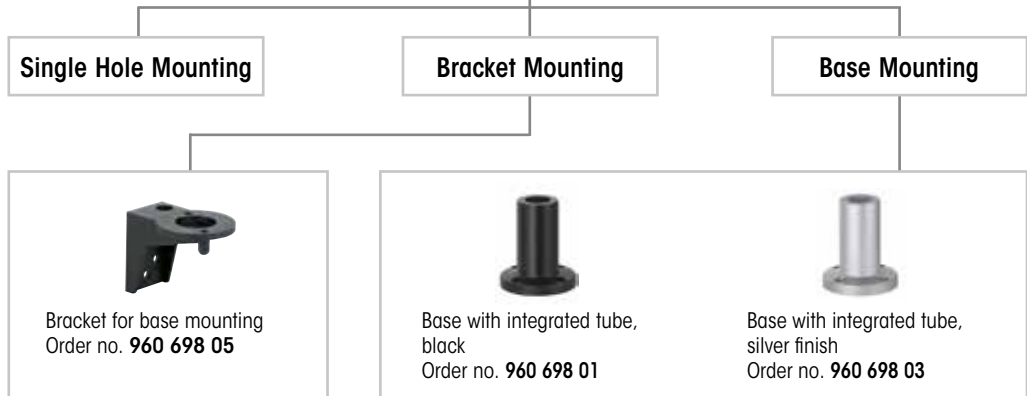 Single Hole Mounting
Bracket Mounting
Base Mounting
Bracket for base mounting
Order no. 960 698 05
Base with integrated tube,
black
Order no. 960 698 01
Base with integrated tube,
silver finish
Order no. 960 698 03